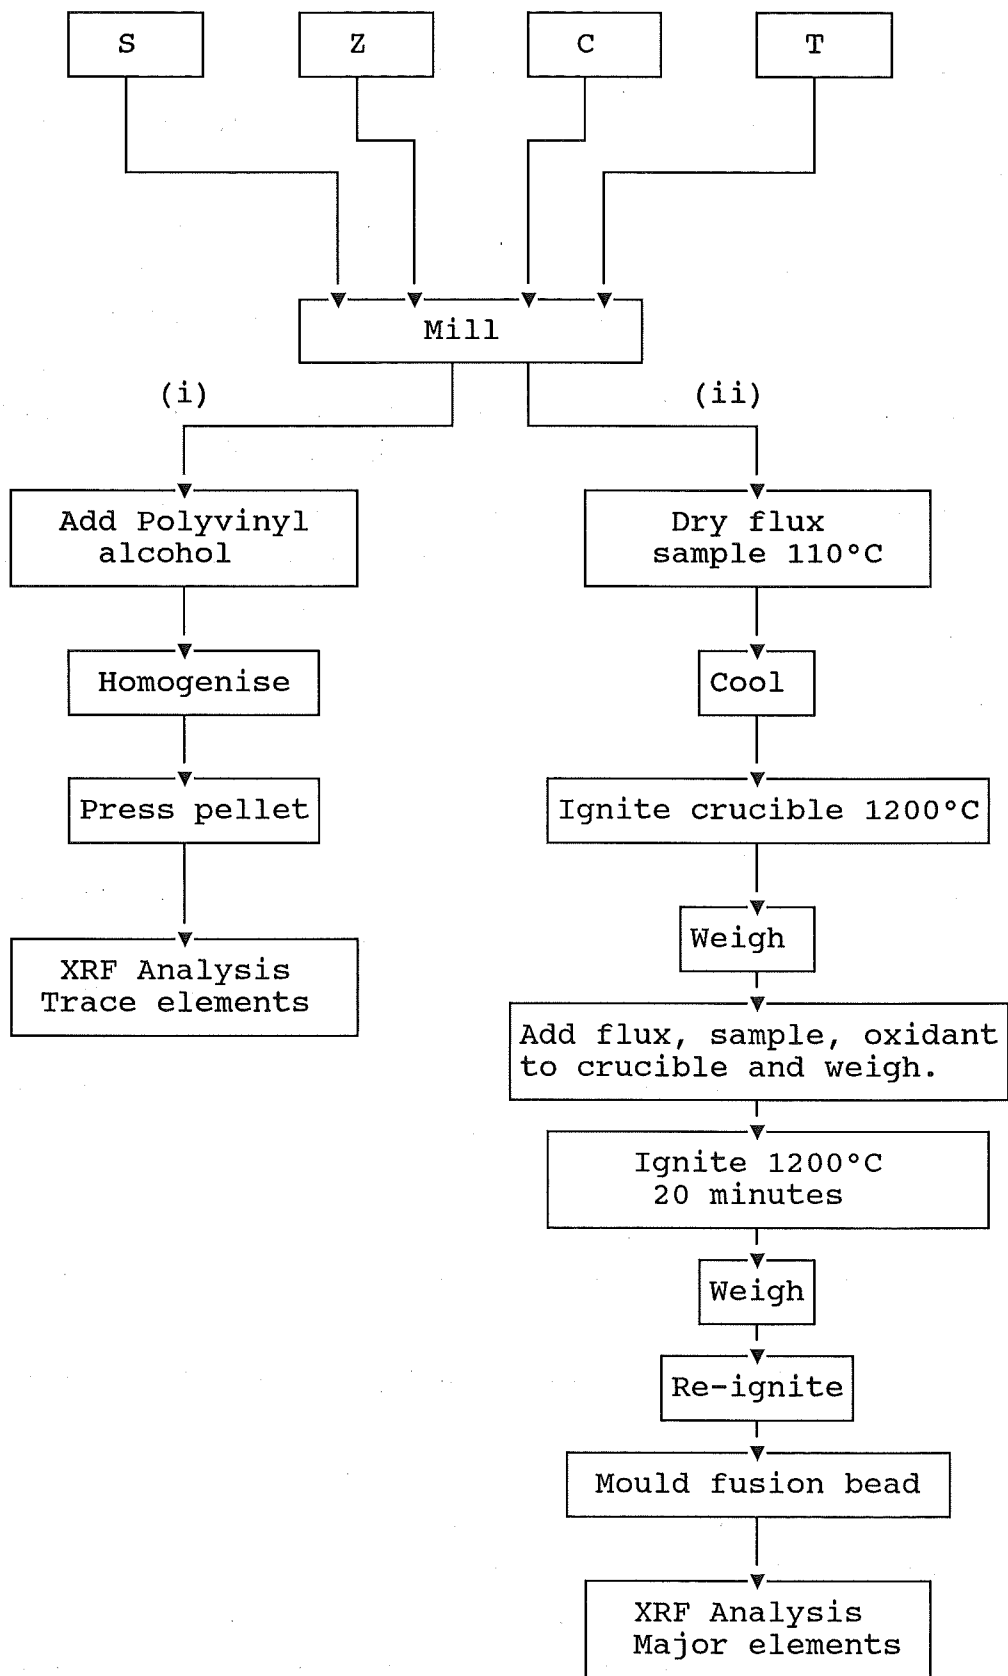 S
Z
C
T
Mill
(i)
(ii)
Add Polyvinyl
alcohol
Homogenise
Press pellet
XRF Analysis
Trace elements
Dry flux
sample 110°C
Cool
Ignite crucible 1200°C
Weigh
Add flux, sample, oxidant
to crucible and weigh.
Ignite 1200°C
20 minutes
Weigh
Re-ignite
Mould fusion bead
XRF Analysis
Major elements